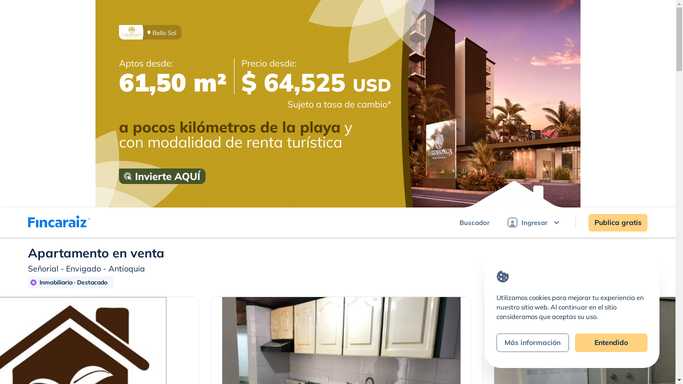 Bello Sol
Aptos desde:
61,50 m²
Precio desde:
$ 64,525 USD
Sujeto a tasa de cambio*
a pocos kilómetros de la playa y
con modalidad de renta turística
Invierte AQUÍ
Fincaraiz
Buscador
Ingresar
Publica gratis
Apartamento en venta
Señorial - Envigado - Antioquia
Inmobiliaria · Destacado
Utilizamos cookies para mejorar tu experiencia en
nuestro sitio web. Al continuar en el sitio
consideramos que aceptas su uso.
Más información
Entendido